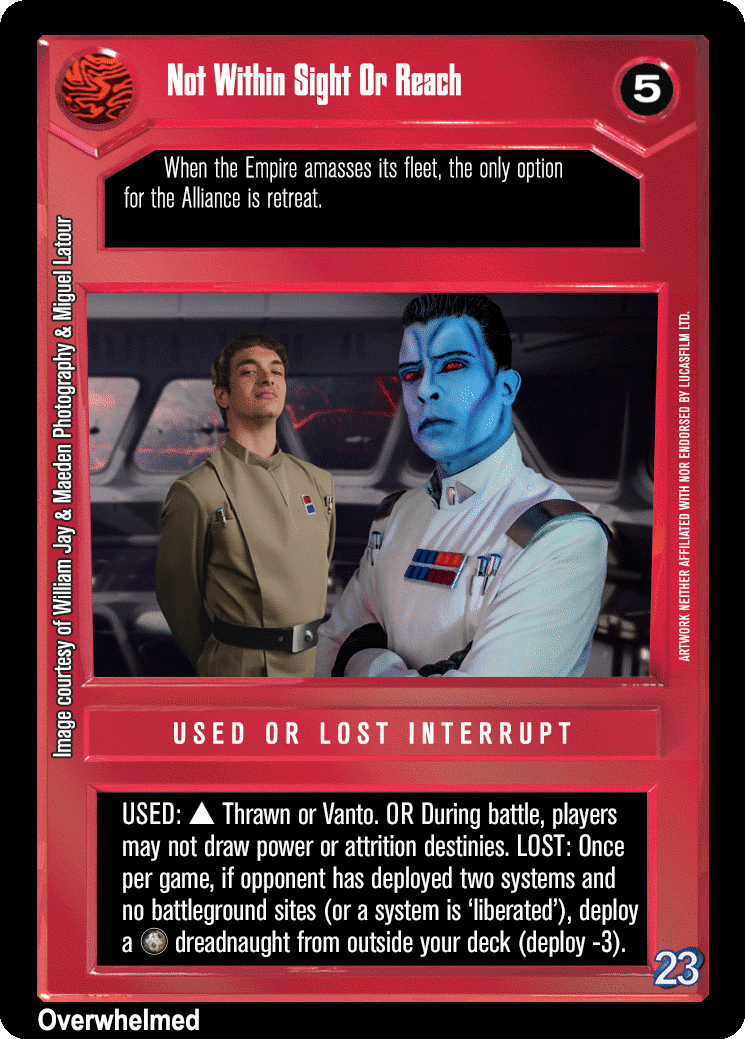 Not Within Sight Or Reach
5
When the Empire amasses its fleet, the only option
for the Alliance is retreat.
Image courtesy of William Jay & Maeden Photography & Miguel Latour
ARTWORK NEITHER AFFILIATED WITH NOR ENDORSED BY LUCASFILM LTD.
USED OR LOST INTERRUPT
USED: ▲ Thrawn or Vanto. OR During battle, players
may not draw power or attrition destinies. LOST: Once
per game, if opponent has deployed two systems and
no battleground sites (or a system is ‘liberated’), deploy
a dreadnaught from outside your deck (deploy -3).
23
Overwhelmed